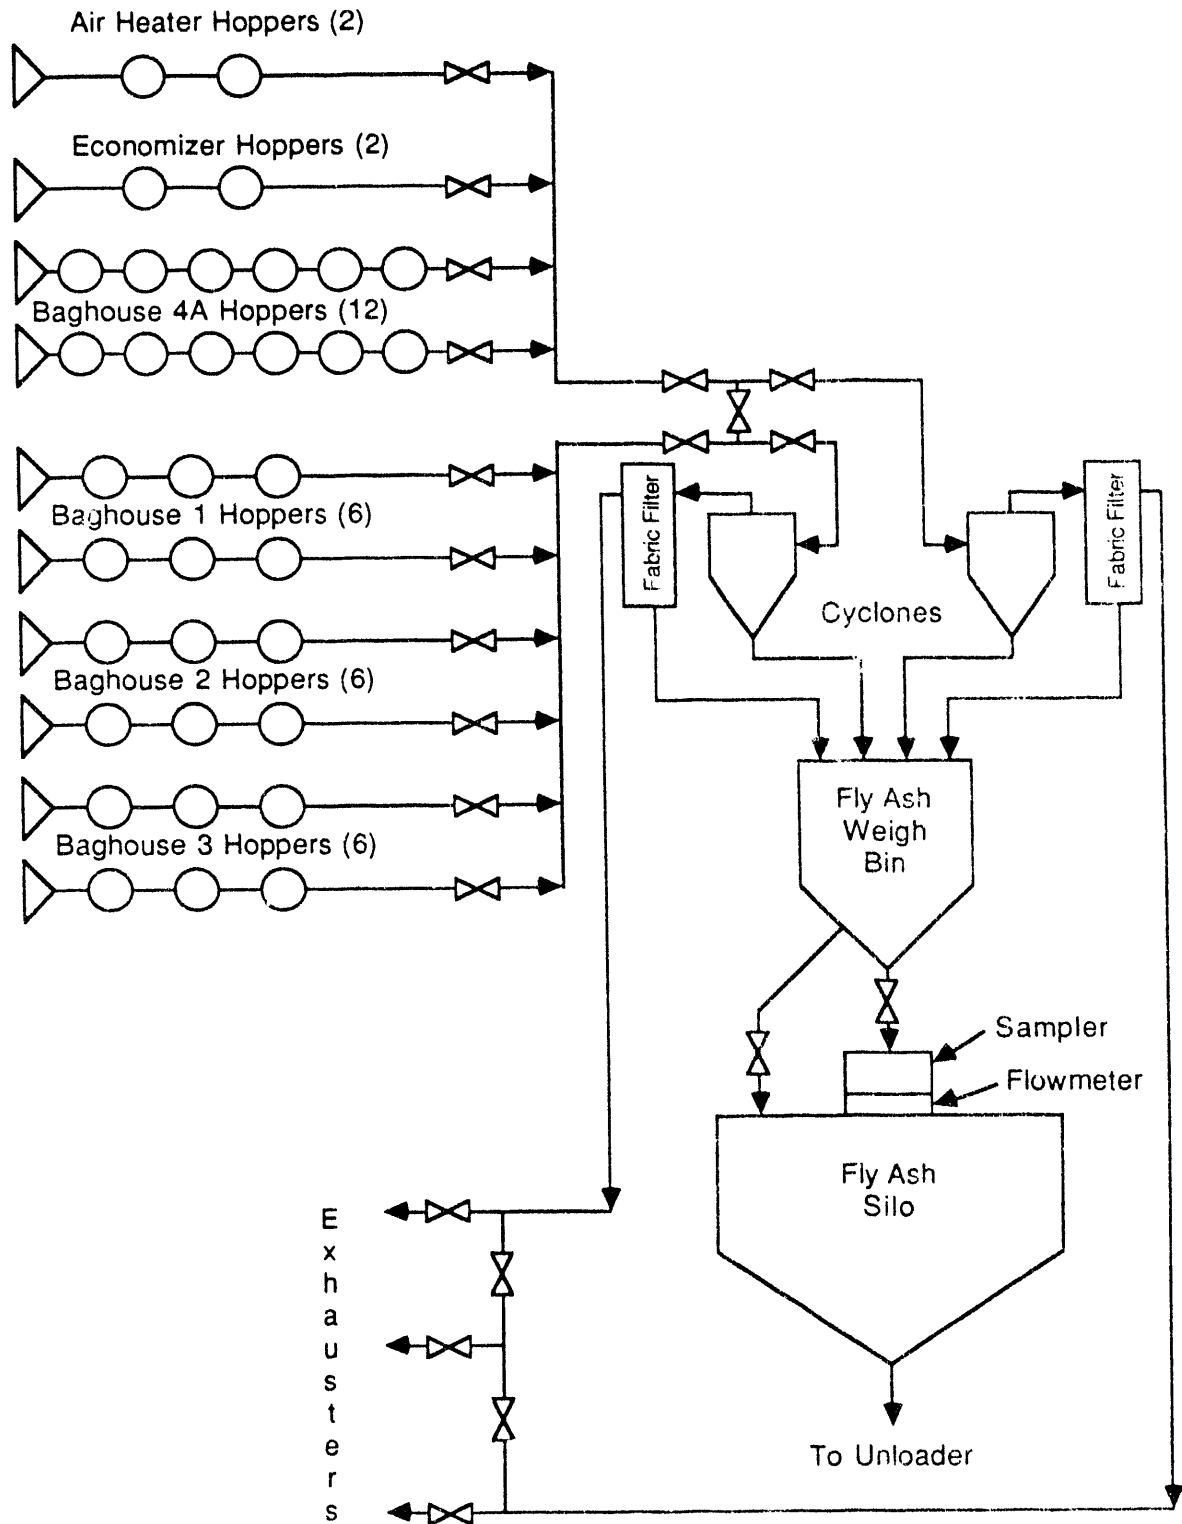 Air Heater Hoppers (2)
Economizer Hoppers (2)
Baghouse 4A Hoppers (12)
Baghouse 1 Hoppers (6)
Baghouse 2 Hoppers (6)
Baghouse 3 Hoppers (6)
Fabric Filter
Fabric Filter
Cyclones
Fly Ash
Weigh
Bin
Sampler
Flowmeter
Fly Ash
Silo
Exhausters
To Unloader